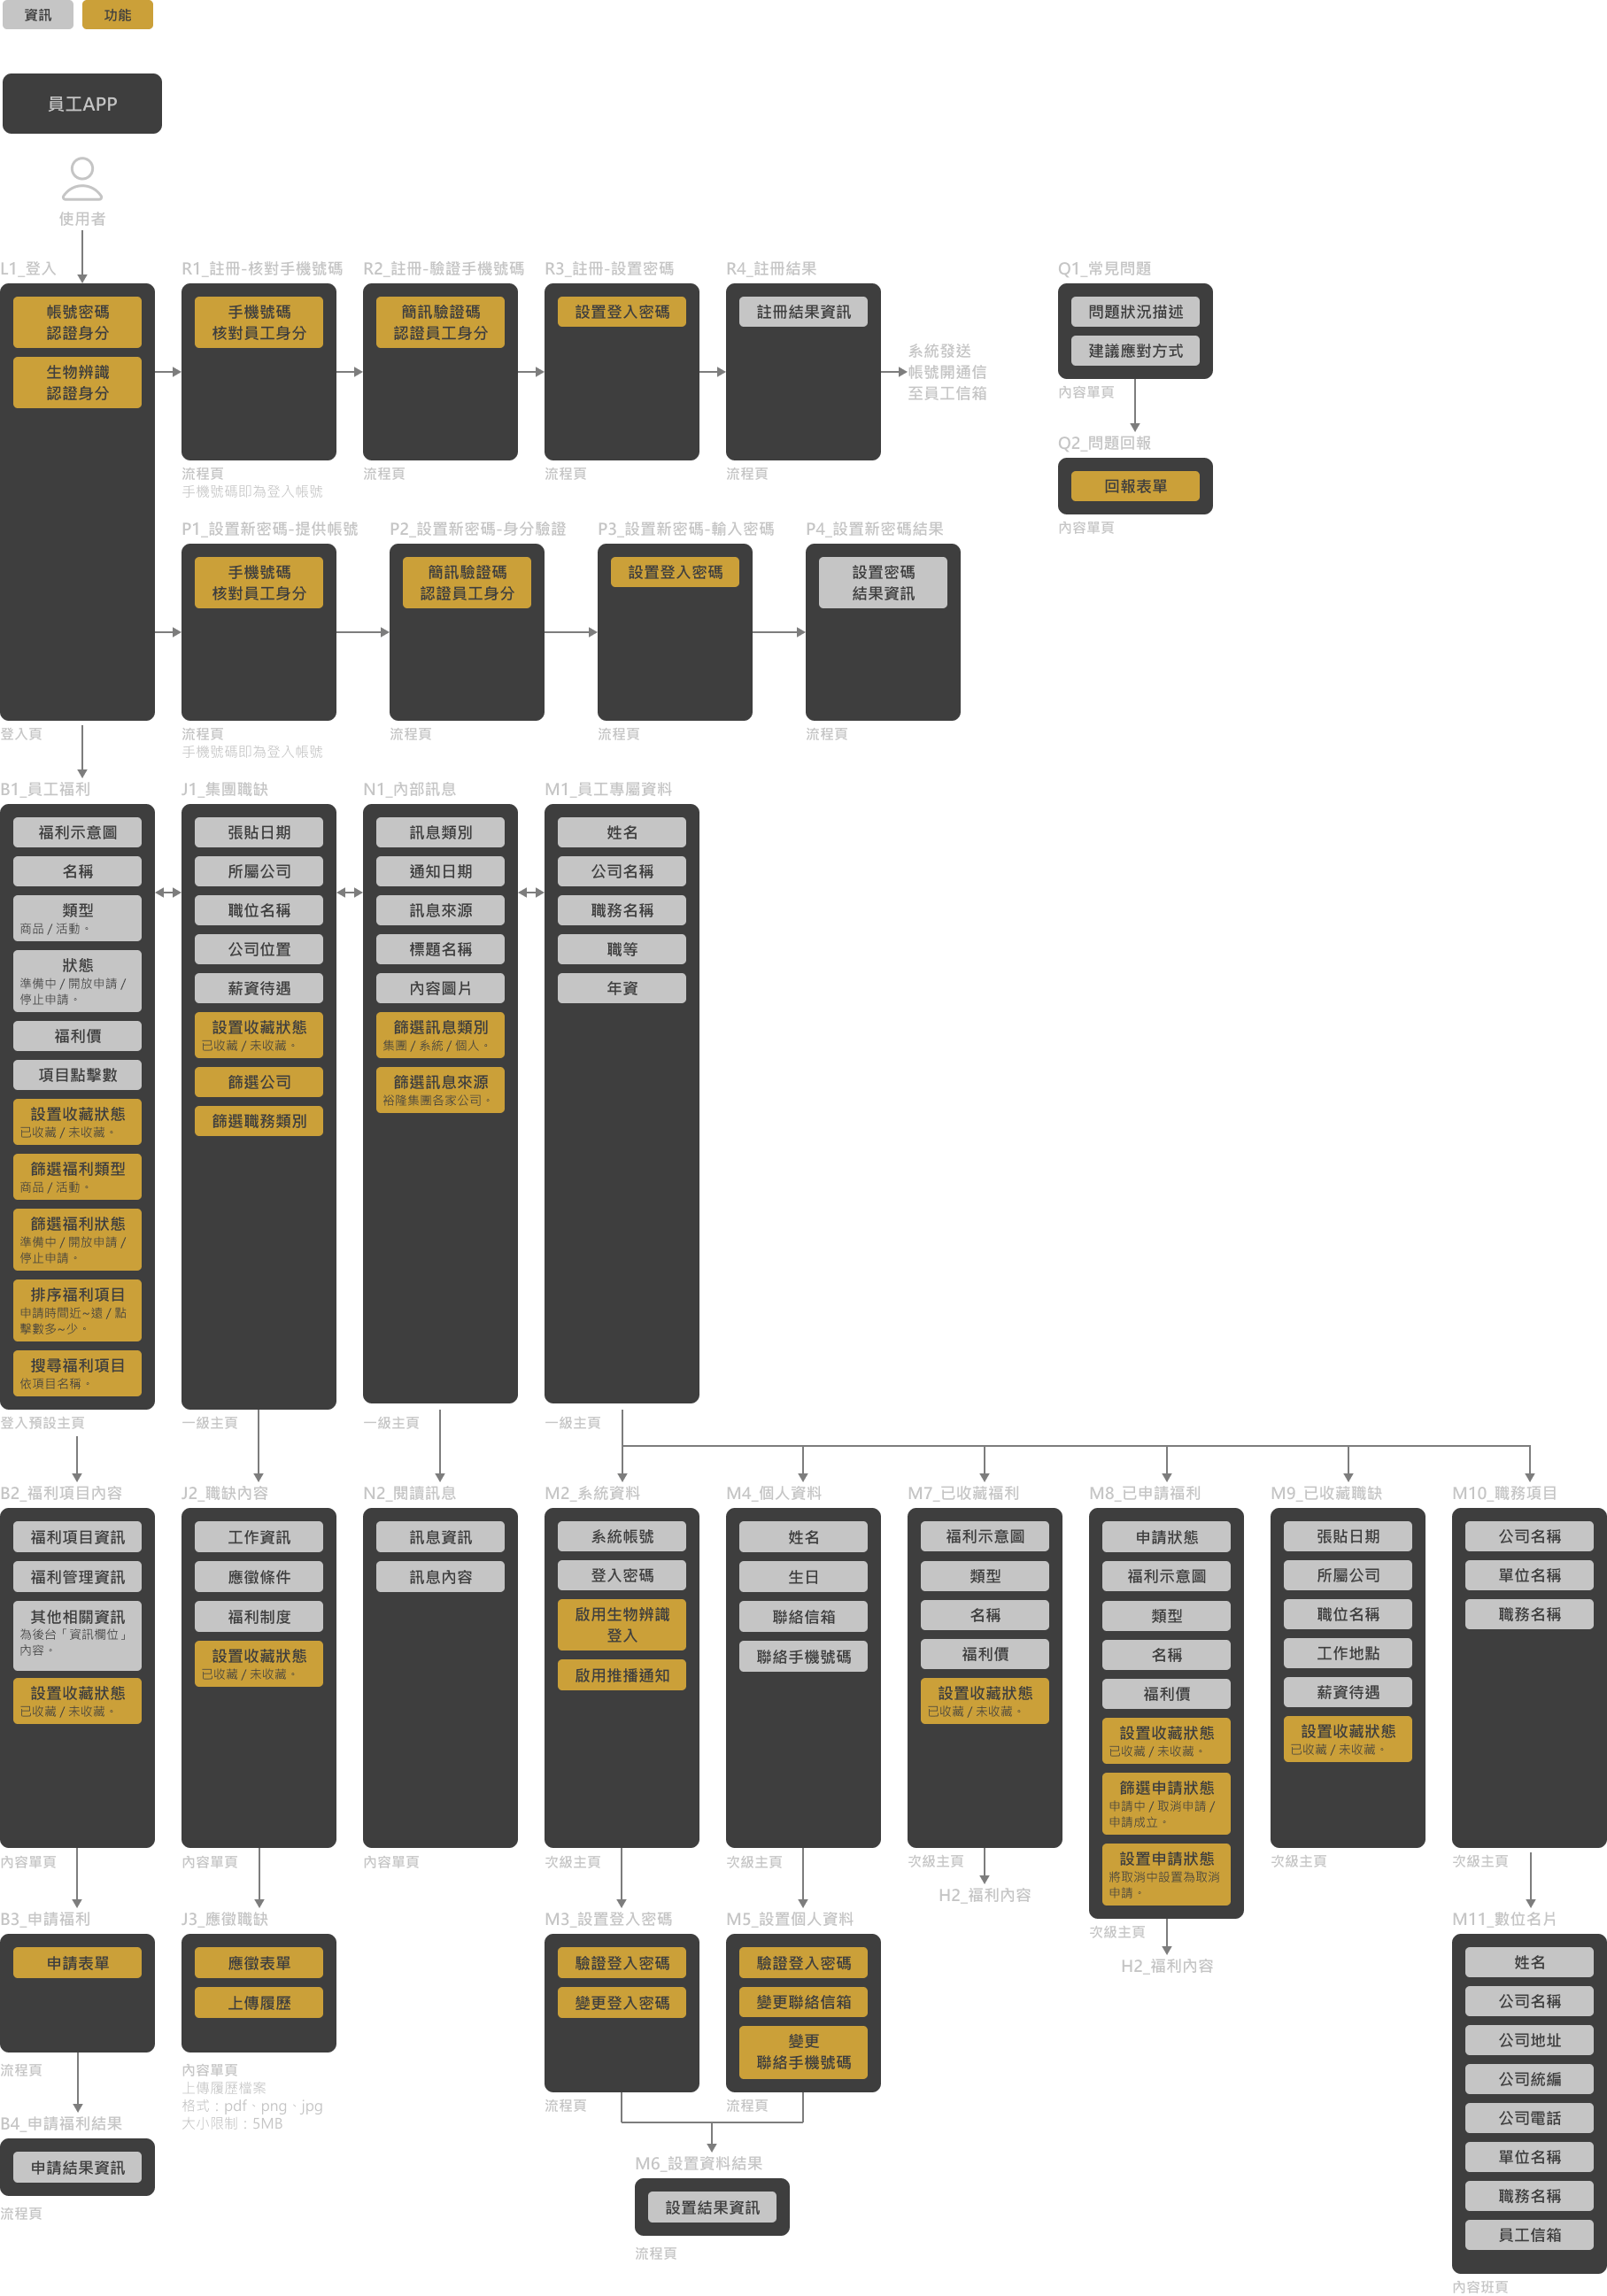 資訊
功能
員工APP
使用者
L1_登入
帳號密碼
認證身分
生物辨識
認證身分
登入頁
R1_註冊-核對手機號碼
手機號碼
核對員工身分
流程頁
手機號碼即為登入帳號
R2_註冊-驗證手機號碼
簡訊驗證碼
認證員工身分
流程頁
R3_註冊-設置密碼
設置登入密碼
流程頁
R4_註冊結果
註冊結果資訊
流程頁
系統發送
帳號開通信
至員工信箱
Q1_常見問題
問題狀況描述
建議應對方式
內容單頁
Q2_問題回報
回報表單
內容單頁
P1_設置新密碼-提供帳號
手機號碼
核對員工身分
流程頁
手機號碼即為登入帳號
P2_設置新密碼-身分驗證
簡訊驗證碼
認證員工身分
流程頁
P3_設置新密碼-輸入密碼
設置登入密碼
流程頁
P4_設置新密碼結果
設置密碼
結果資訊
流程頁
B1_員工福利
福利示意圖
名稱
類型
商品 / 活動。
狀態
準備中 / 開放申請 /
停止申請。
福利價
項目點擊數
設置收藏狀態
已收藏 / 未收藏。
篩選福利類型
商品 / 活動。
篩選福利狀態
準備中 / 開放申請 /
停止申請。
排序福利項目
申請時間近~遠 / 點
擊數多~少。
搜尋福利項目
依項目名稱。
登入預設主頁
J1_集團職缺
張貼日期
所屬公司
職位名稱
公司位置
薪資待遇
設置收藏狀態
已收藏 / 未收藏。
篩選公司
篩選職務類別
一級主頁
N1_內部訊息
訊息類別
通知日期
訊息來源
標題名稱
內容圖片
篩選訊息類別
集團 / 系統 / 個人。
篩選訊息來源
裕隆集團各家公司。
一級主頁
M1_員工專屬資料
姓名
公司名稱
職務名稱
職等
年資
一級主頁
B2_福利項目內容
福利項目資訊
福利管理資訊
其他相關資訊
為後台「資訊欄位」
內容。
設置收藏狀態
已收藏 / 未收藏。
內容單頁
J2_職缺內容
工作資訊
應徵條件
福利制度
設置收藏狀態
已收藏 / 未收藏。
內容單頁
N2_閱讀訊息
訊息資訊
訊息內容
內容單頁
M2_系統資料
系統帳號
登入密碼
啟用生物辨識
登入
啟用推播通知
次級主頁
M4_個人資料
姓名
生日
聯絡信箱
聯絡手機號碼
次級主頁
M7_已收藏福利
福利示意圖
類型
名稱
福利價
設置收藏狀態
已收藏 / 未收藏。
次級主頁
H2_福利內容
M8_已申請福利
申請狀態
福利示意圖
類型
名稱
福利價
設置收藏狀態
已收藏 / 未收藏。
篩選申請狀態
申請中 / 取消申請 /
申請成立。
設置申請狀態
將取消中設置為取消
申請。
次級主頁
H2_福利內容
M9_已收藏職缺
張貼日期
所屬公司
職位名稱
工作地點
薪資待遇
設置收藏狀態
已收藏 / 未收藏。
次級主頁
M10_職務項目
公司名稱
單位名稱
職務名稱
次級主頁
B3_申請福利
申請表單
流程頁
J3_應徵職缺
應徵表單
上傳履歷
內容單頁
上傳履歷檔案
格式：pdf、png、jpg
大小限制：5MB
M3_設置登入密碼
驗證登入密碼
變更登入密碼
流程頁
M5_設置個人資料
驗證登入密碼
變更聯絡信箱
變更
聯絡手機號碼
流程頁
M11_數位名片
姓名
公司名稱
公司地址
公司統編
公司電話
單位名稱
職務名稱
員工信箱
內容班頁
B4_申請福利結果
申請結果資訊
流程頁
M6_設置資料結果
設置結果資訊
流程頁